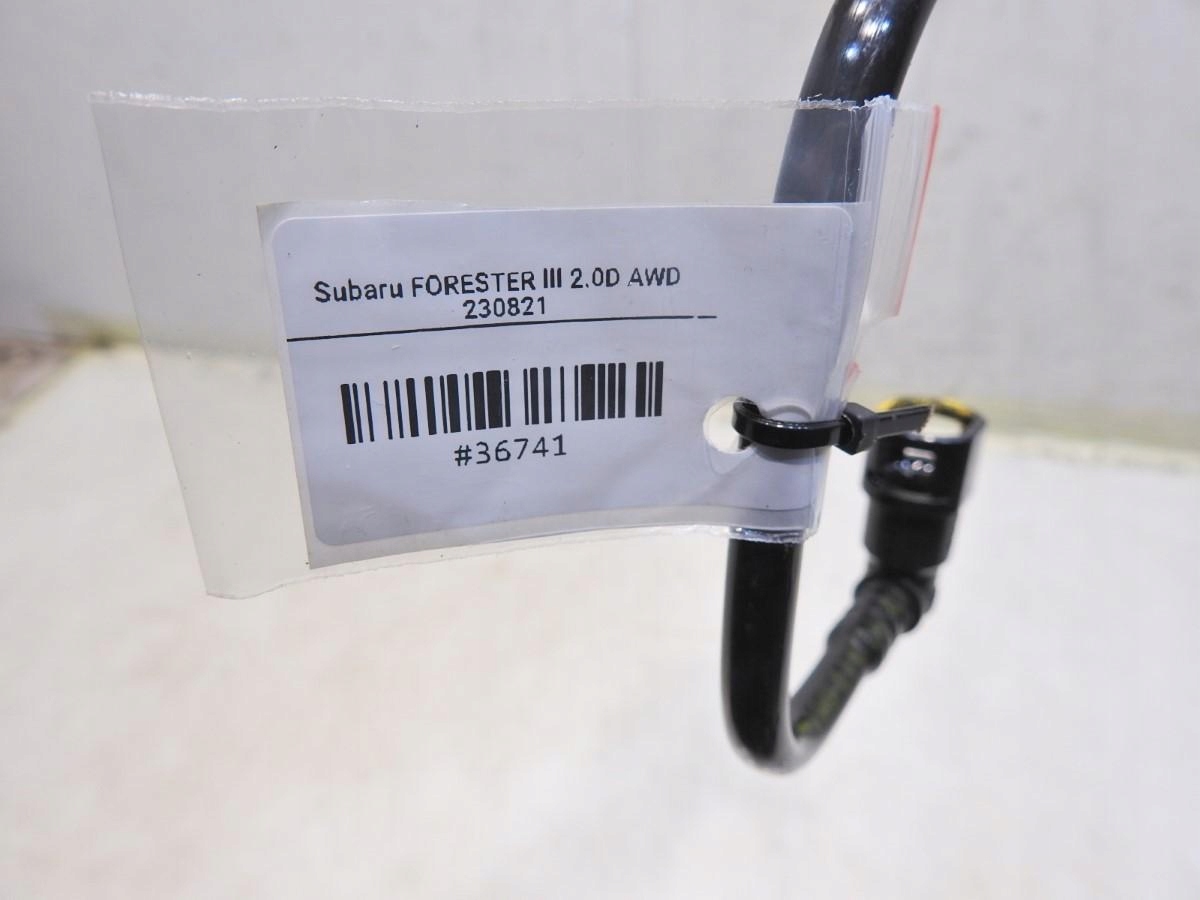 Subaru FORESTER III 2.0D AWD
230821
#36741